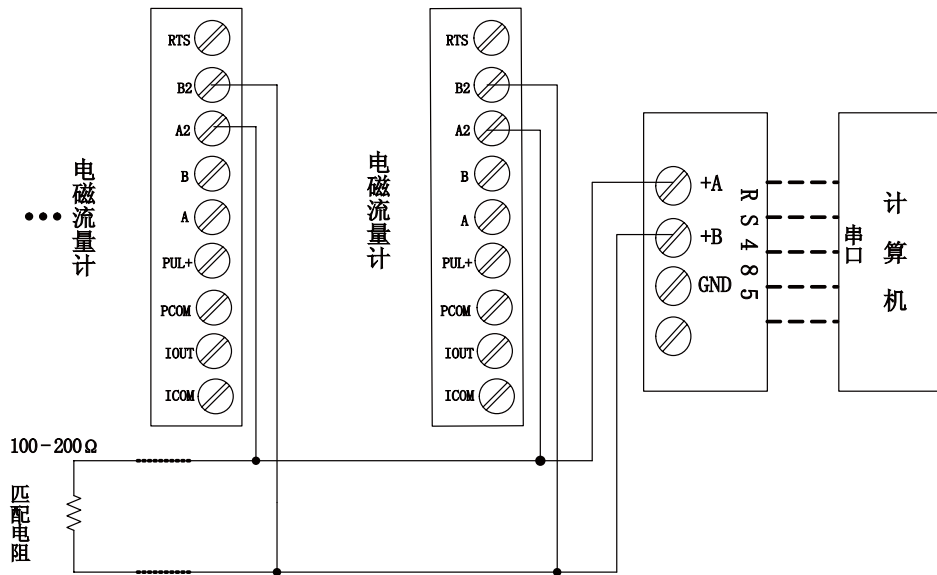 RTS
B2
A2
B
A
PUL+
PCOM
IOUT
ICOM
电磁流量计
•••
RTS
B2
A2
B
A
PUL+
PCOM
IOUT
ICOM
电磁流量计
+A
+B
GND
RS485
串口
计算机
100-200Ω
匹配电阻